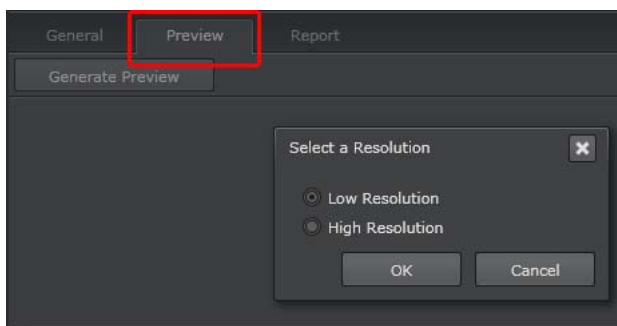 General Preview Report
Generate Preview
Select a Resolution
Low Resolution
High Resolution
OK Cancel